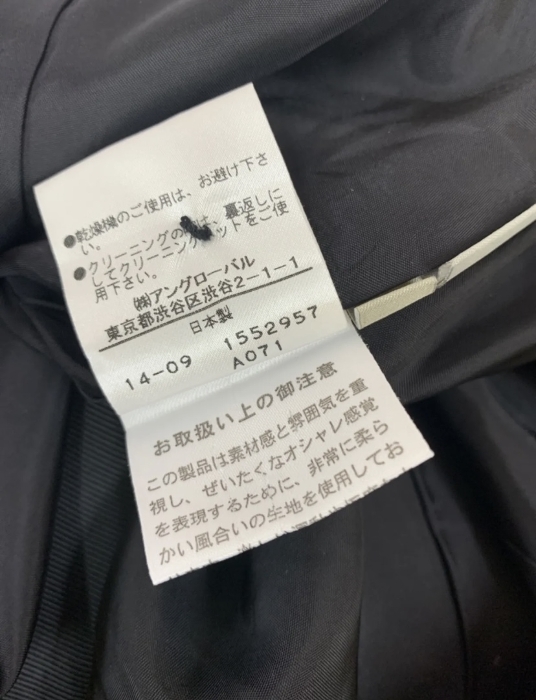 ●乾燥機のご使用は、お避け下さ
い。
●クリーニングの は、裏返しに
してクリーニング ットをご使
用下さい。
㈱アングローバル
東京都渋谷区渋谷2-1-1
日本製
14-09 1552957
A071
お取扱い上の御注意
この製品は素材感と雰囲気を重
視し、ぜいたくなオシャレ感覚
を表現するために、非常に柔ら
かい風合いの生地を使用してお